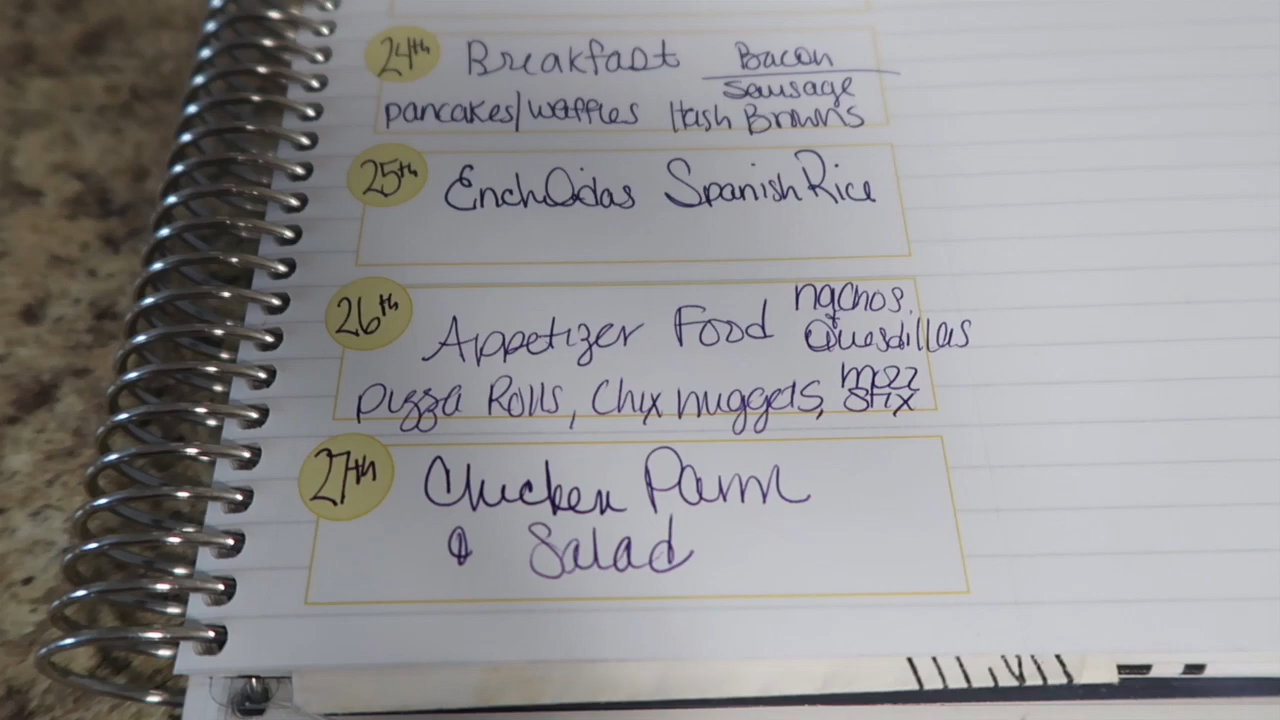 24th Breakfast Bacon
sausage
pancakes/waffles Hash Browns
25th Enchiladas Spanish Rice
26th Appetizer Food nachos,
Quesdillas
pizza Rolls, Chix nuggets, mozz
stix
27th Chicken Parm
& Salad